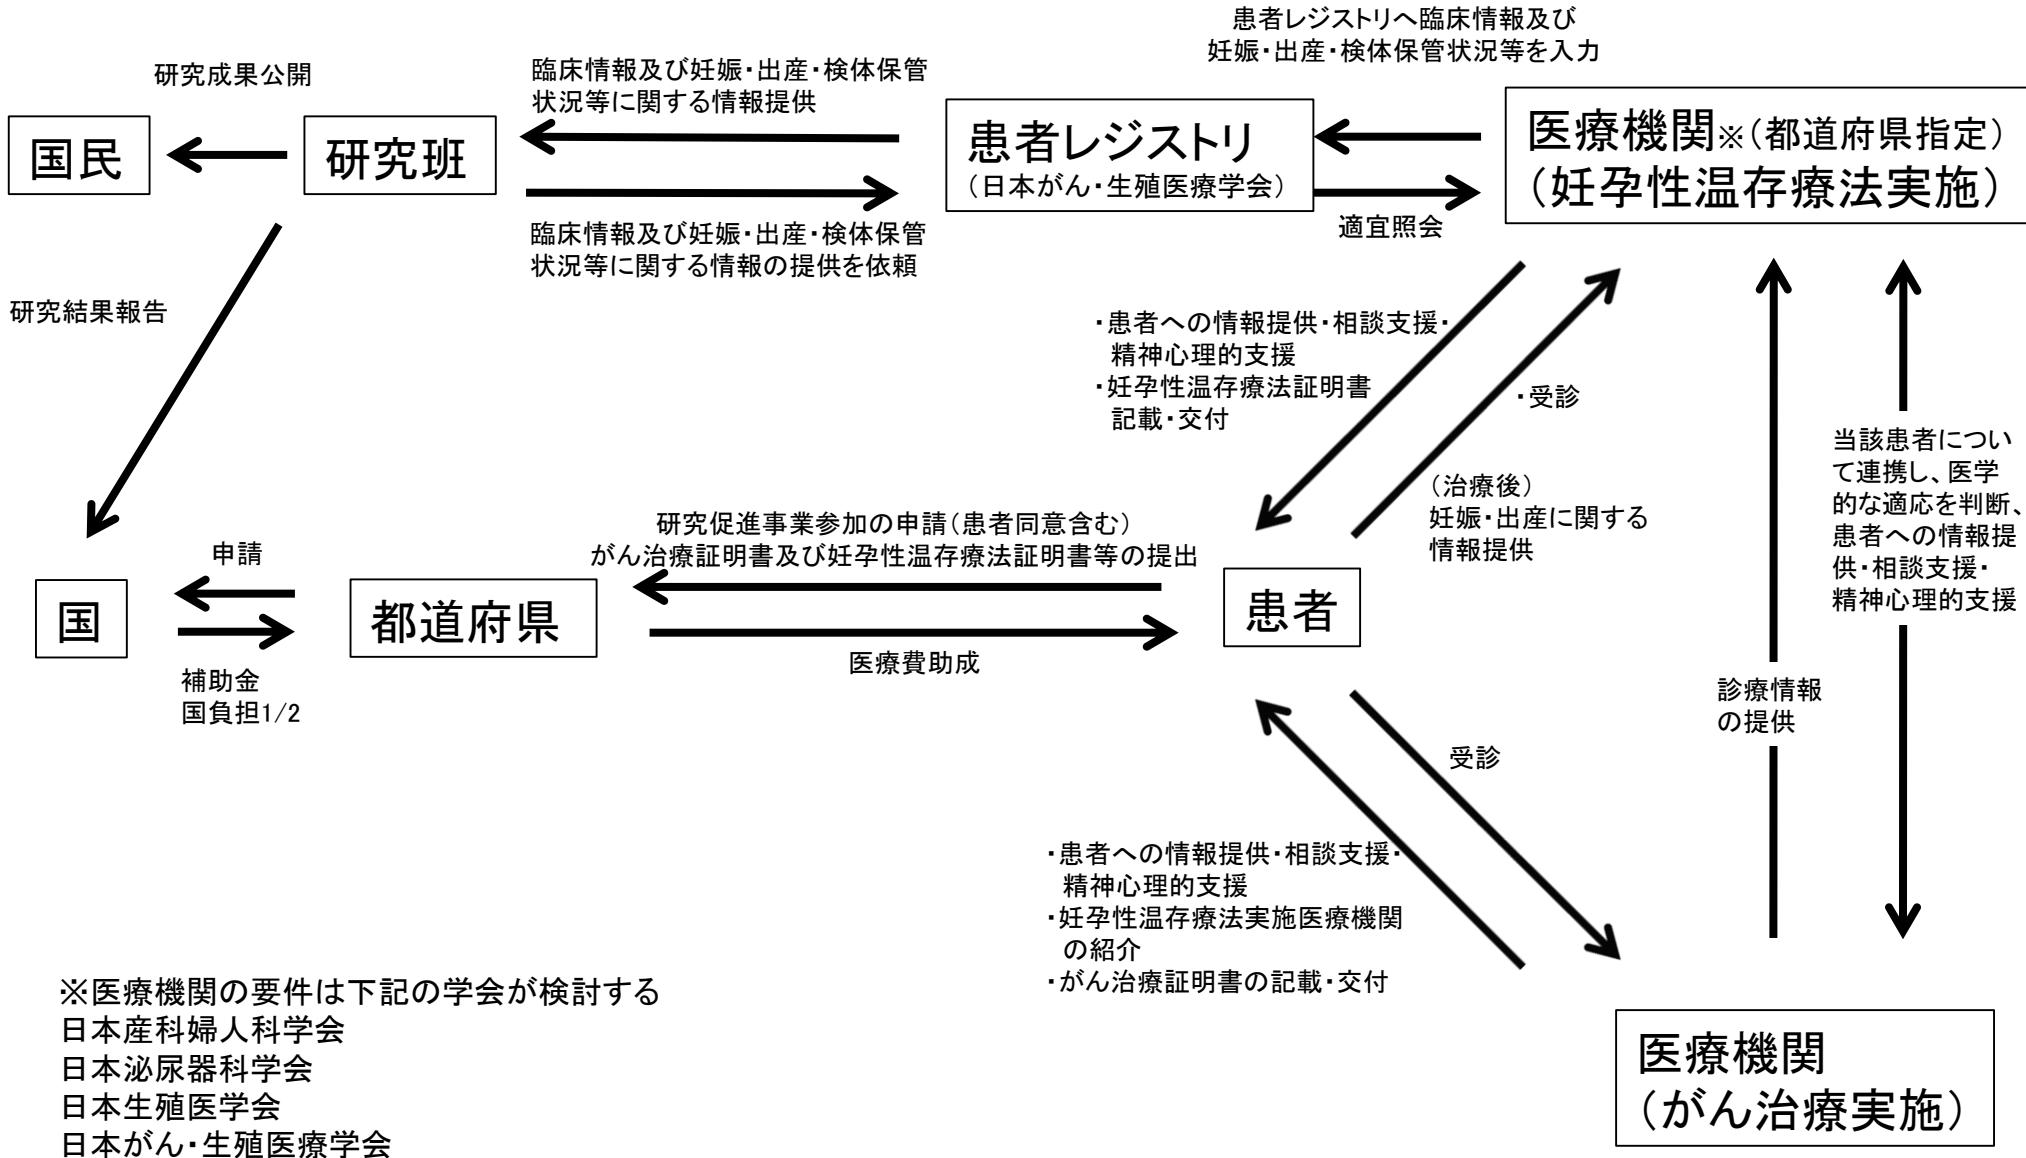 患者レジストリへ臨床情報及び
妊娠・出産・検体保管状況等を入力
研究成果公開
臨床情報及び妊娠・出産・検体保管
状況等に関する情報提供
国民
研究班
患者レジストリ
（日本がん・生殖医療学会）
医療機関※（都道府県指定）
（妊孕性温存療法実施）
臨床情報及び妊娠・出産・検体保管
状況等に関する情報の提供を依頼
適宜照会
研究結果報告
・患者への情報提供・相談支援・
精神心理的支援
・妊孕性温存療法証明書
記載・交付
・受診
（治療後）
妊娠・出産に関する
情報提供
当該患者につい
て連携し、医学
的な適応を判断、
患者への情報提
供・相談支援・
精神心理的支援
申請
研究促進事業参加の申請（患者同意含む）
がん治療証明書及び妊孕性温存療法証明書等の提出
国
都道府県
患者
補助金
国負担1/2
医療費助成
診療情報
の提供
受診
・患者への情報提供・相談支援・
精神心理的支援
・妊孕性温存療法実施医療機関
の紹介
・がん治療証明書の記載・交付
医療機関
（がん治療実施）
※医療機関の要件は下記の学会が検討する
日本産科婦人科学会
日本泌尿器科学会
日本生殖医学会
日本がん・生殖医療学会